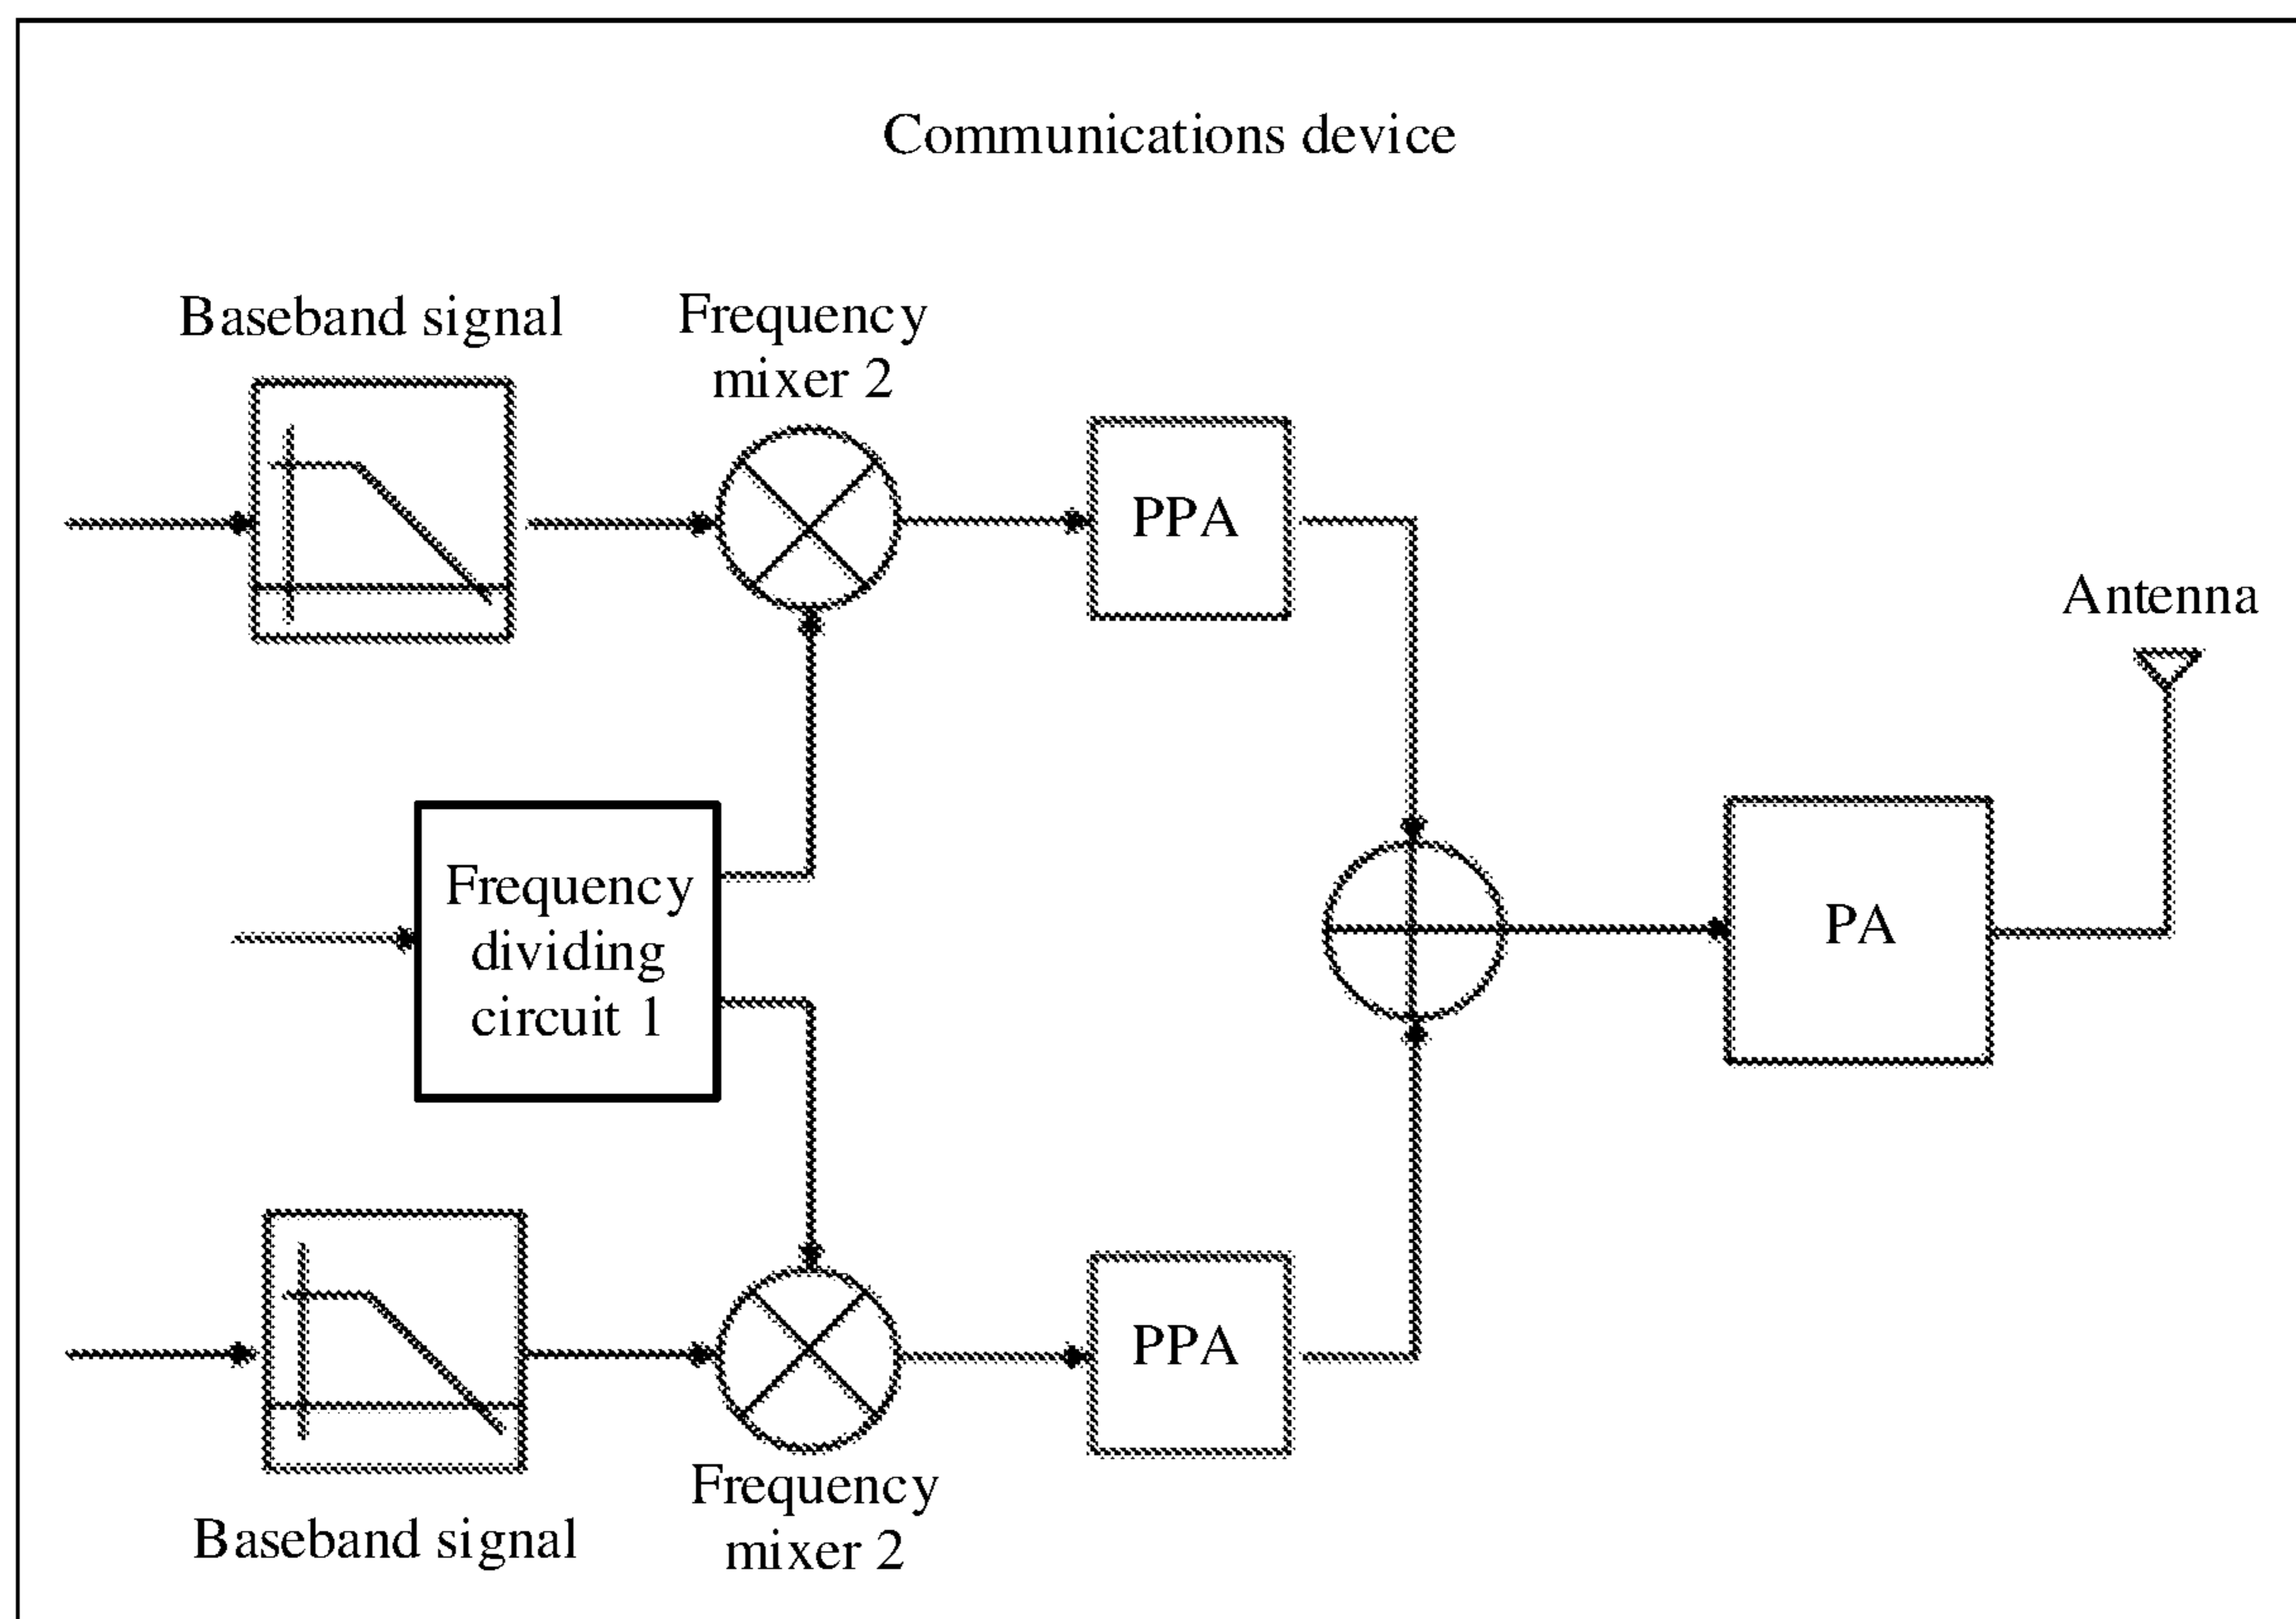 Communications device
Baseband signal
Frequency
mixer 2
PPA
Antenna
Frequency
dividing
circuit 1
PA
PPA
Frequency
mixer 2
Baseband signal